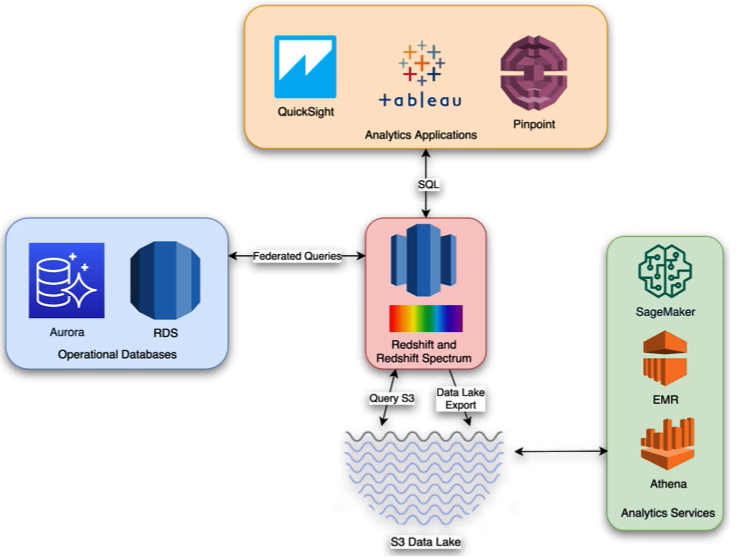 QuickSight
+ableau
Pinpoint
Analytics Applications
SQL
Federated Queries
Aurora
RDS
Operational Databases
Redshift and
Redshift Spectrum
Query S3
Data Lake
Export
SageMaker
EMR
Athena
Analytics Services
S3 Data Lake